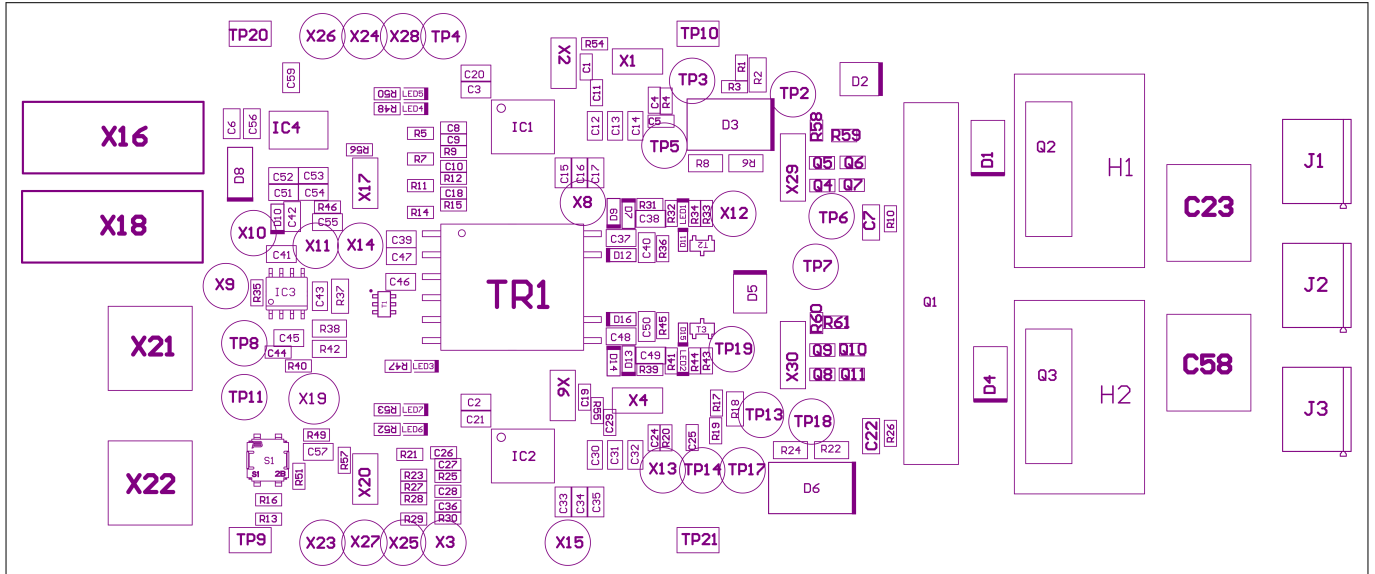 TP20 X26 X24 X28 TP4 TP10
X2 R54 X1 C1 R1 R2 D2
C59 C20 C3 TP3 R3 TP2
R50 LED5 C11 C4 R4
R48 LED4
X16 C6 C56 IC4 R5 C8 IC1 C12 C13 C14 C5 D3 R58 R59 Q2 H1 J1
C9 TP5
R56 R9
D8 X17 R7 C10 C15 C16 C17 R8 R6 X29 Q5 Q6 D1
C52 C53 R12
C51 C54 R11 C18 Q4 Q7
X18 R46 R14 R15 X8 D9 D7 R31 LED1 R34 R33 X12 TP6 C7 R10 C23
D10 C42 C55 C38 R32
X10 X11 X14 C39 C37 C40 R36 D11 T2
C41 C47 D12 TP7 J2
X9 R35 IC3 C43 R37 T1 C46 TR1 D5 Q1
X21 TP8 C45 R38 D16 C50 R45 D15 T3 R60 R61
C44 R42 C48 TP19 X30 Q9 Q10 Q3 C58
R40 R47 LED3 D14 D13 C49 R41 LED2 R44 R43
R39 Q8 Q11 D4 H2
TP11 X19 R53 LED7 C2 X6 C19 X4 R17 R18 TP13 TP18 J3
R55
R52 LED6 C21 C29
R49 C24 R20 C25 R19 C22 R26
S1 C57 R57 R21 C26 IC2 C30 C31 C32 R24 R22
S1 2B C27
X22 R51 X20 R23 R25 X13 TP14 TP17 D6
R27 C28
R16 R28 C33 C34 C35
C36
R13 R29 R30
TP9 X23 X27 X25 X3 X15 TP21